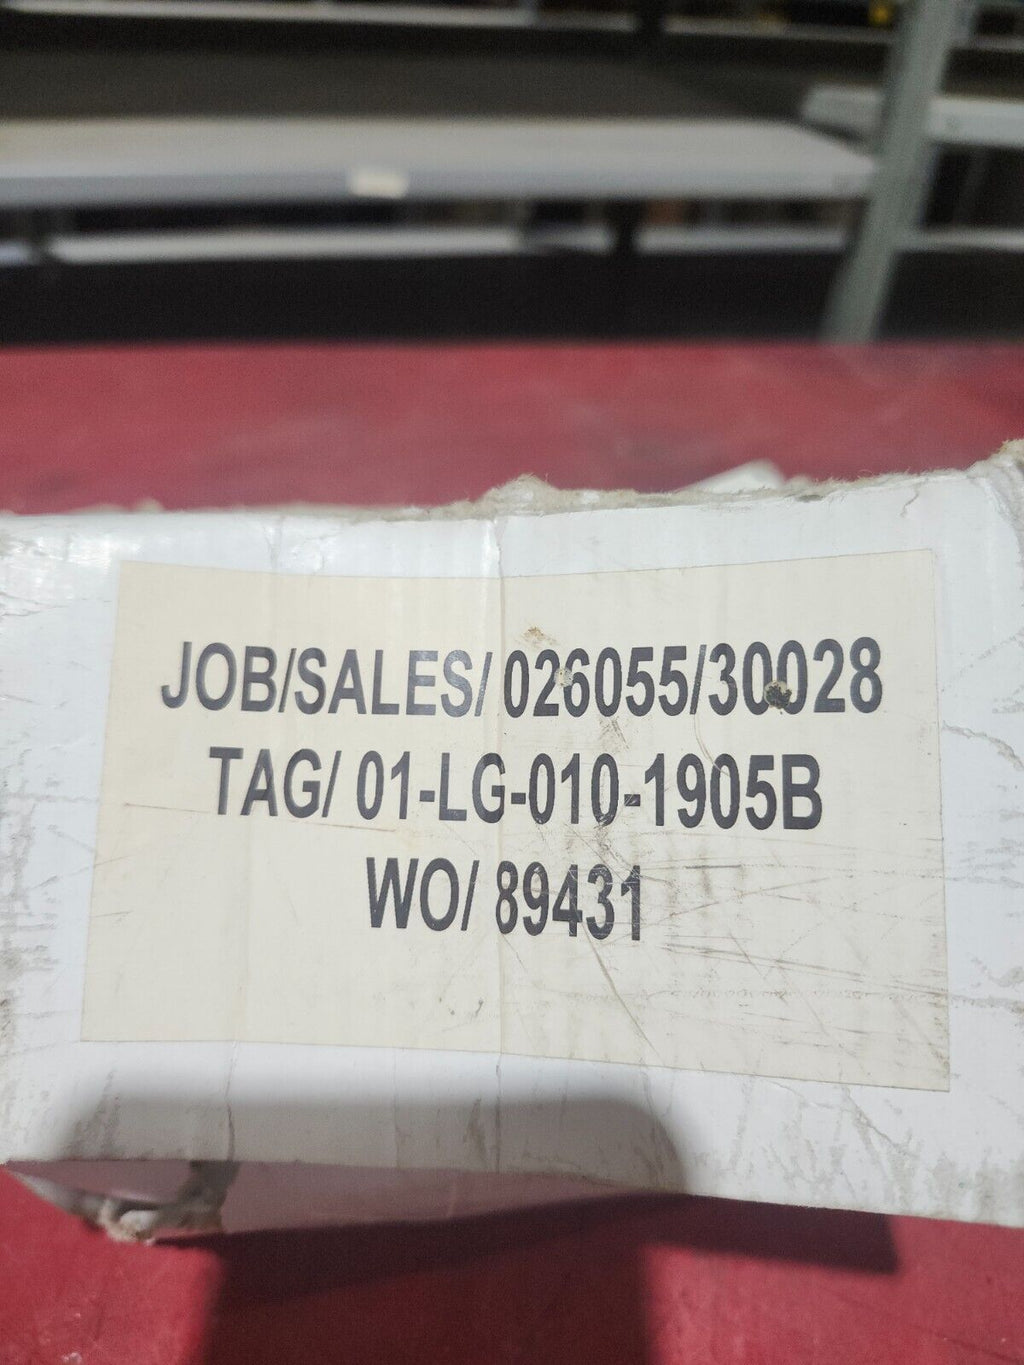 JOB/SALES/ 026055/30028
TAG/ 01-LG-010-1905B
WO/ 89431